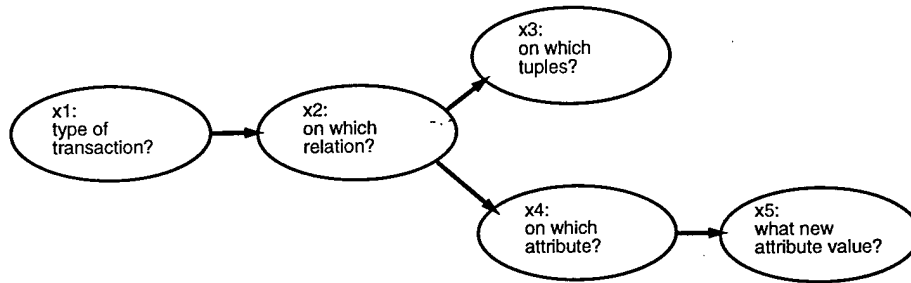 x1:
type of
transaction?
x2:
on which
relation?
x3:
on which
tuples?
x4:
on which
attribute?
x5:
what new
attribute value?